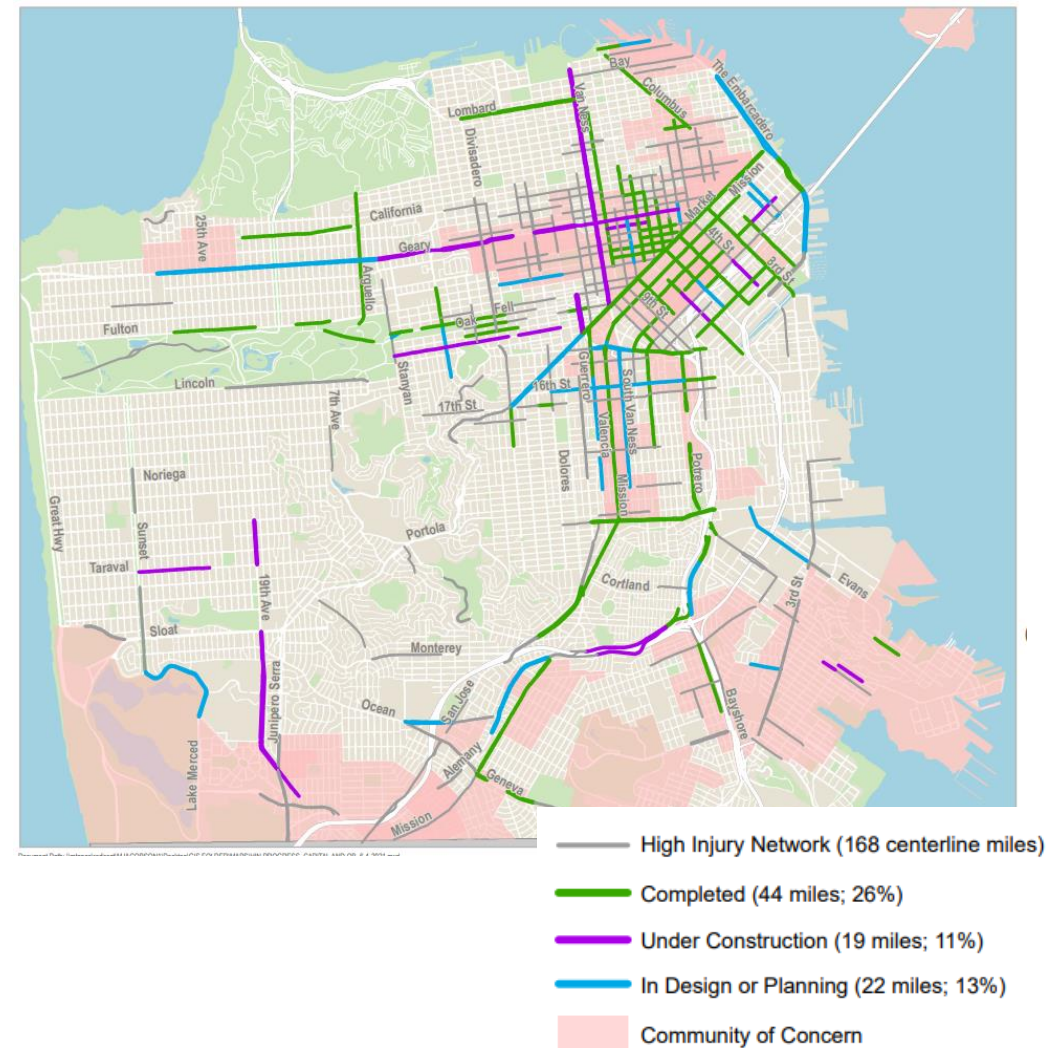 Bay
The Embarcadero
Columbus
Van Ness
Lombard
Divisadero
Mission
Market
California
25th Ave
Geary
4th St
3rd St
Arguello
9th St
Fell
Oak
Fulton
Guerrero
Stanyan
South Van Ness
Lincoln
16th St
7th Ave
17th St
Valencia
Dolores
Potrero
Noriega
Mission
Great Hwy
Sunset
Portola
Taraval
Cortland
Evans
19th Ave
3rd St
Sloat
Monterey
Junipero Serra
San Jose
Bayshore
Ocean
Lake Merced
Alemany
Geneva
Mission
High Injury Network (168 centerline miles)
Completed (44 miles; 26%)
Under Construction (19 miles; 11%)
In Design or Planning (22 miles; 13%)
Community of Concern